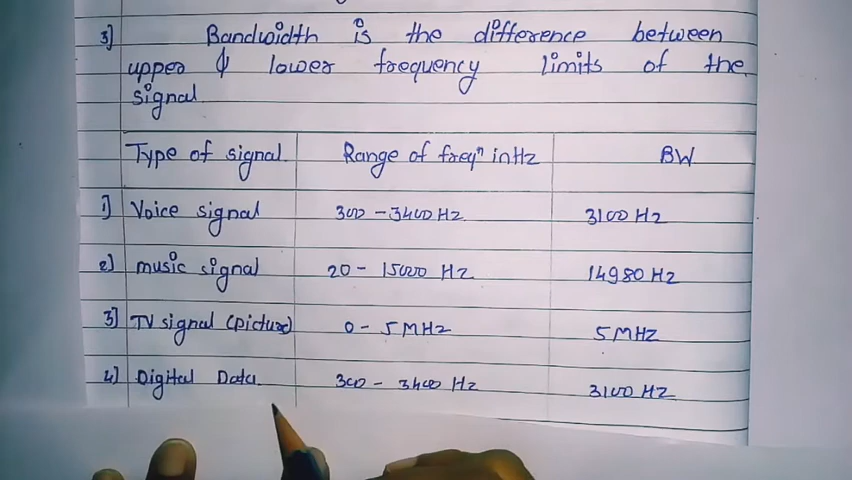 3] Bandwidth is the difference between
upper & lower frequency limits of the
signal
Type of signal Range of freqⁿ in Hz BW
1] Voice signal 300 - 3400 Hz 3100 Hz
2] music signal 20 - 15000 Hz 14980 Hz
3] TV signal (picture) 0 - 5 MHz 5 MHz
4] Digital Data 300 - 3400 Hz 3100 Hz